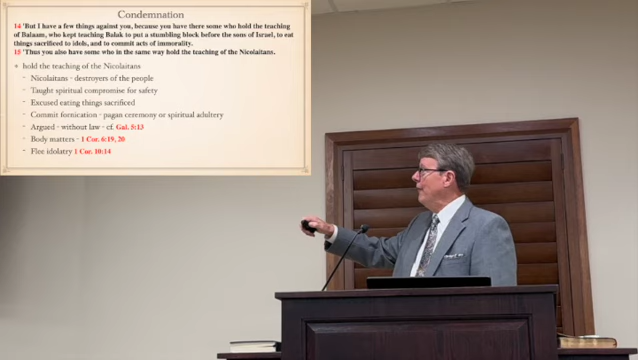 Condemnation
14 'But I have a few things against you, because you have there some who hold the teaching
of Balaam, who kept teaching Balak to put a stumbling block before the sons of Israel, to eat
things sacrificed to idols, and to commit acts of immorality.
15 'Thus you also have some who in the same way hold the teaching of the Nicolaitans.
+ hold the teaching of the Nicolaitans
- Nicolaitans - destroyers of the people
- Taught spiritual compromise for safety
- Excused eating things sacrificed
- Commit fornication - pagan ceremony or spiritual adultery
- Argued - without law - cf. Gal. 5:13
- Body matters - 1 Cor. 6:19, 20
- Flee idolatry 1 Cor. 10:14